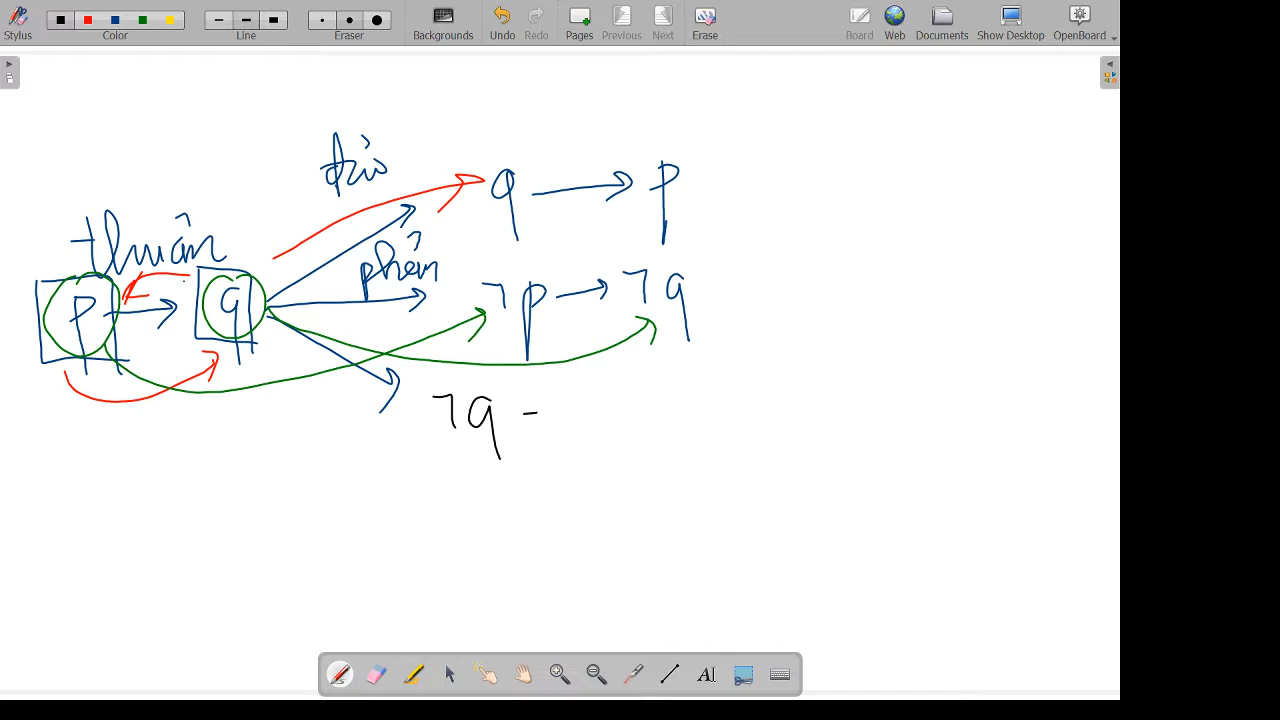 Stylus Color Line Eraser Backgrounds Undo Redo Pages Previous Next Erase Board Web Documents Show Desktop OpenBoard
đảo
q → p
thuận
phản
p → q
¬p → ¬q
¬q -